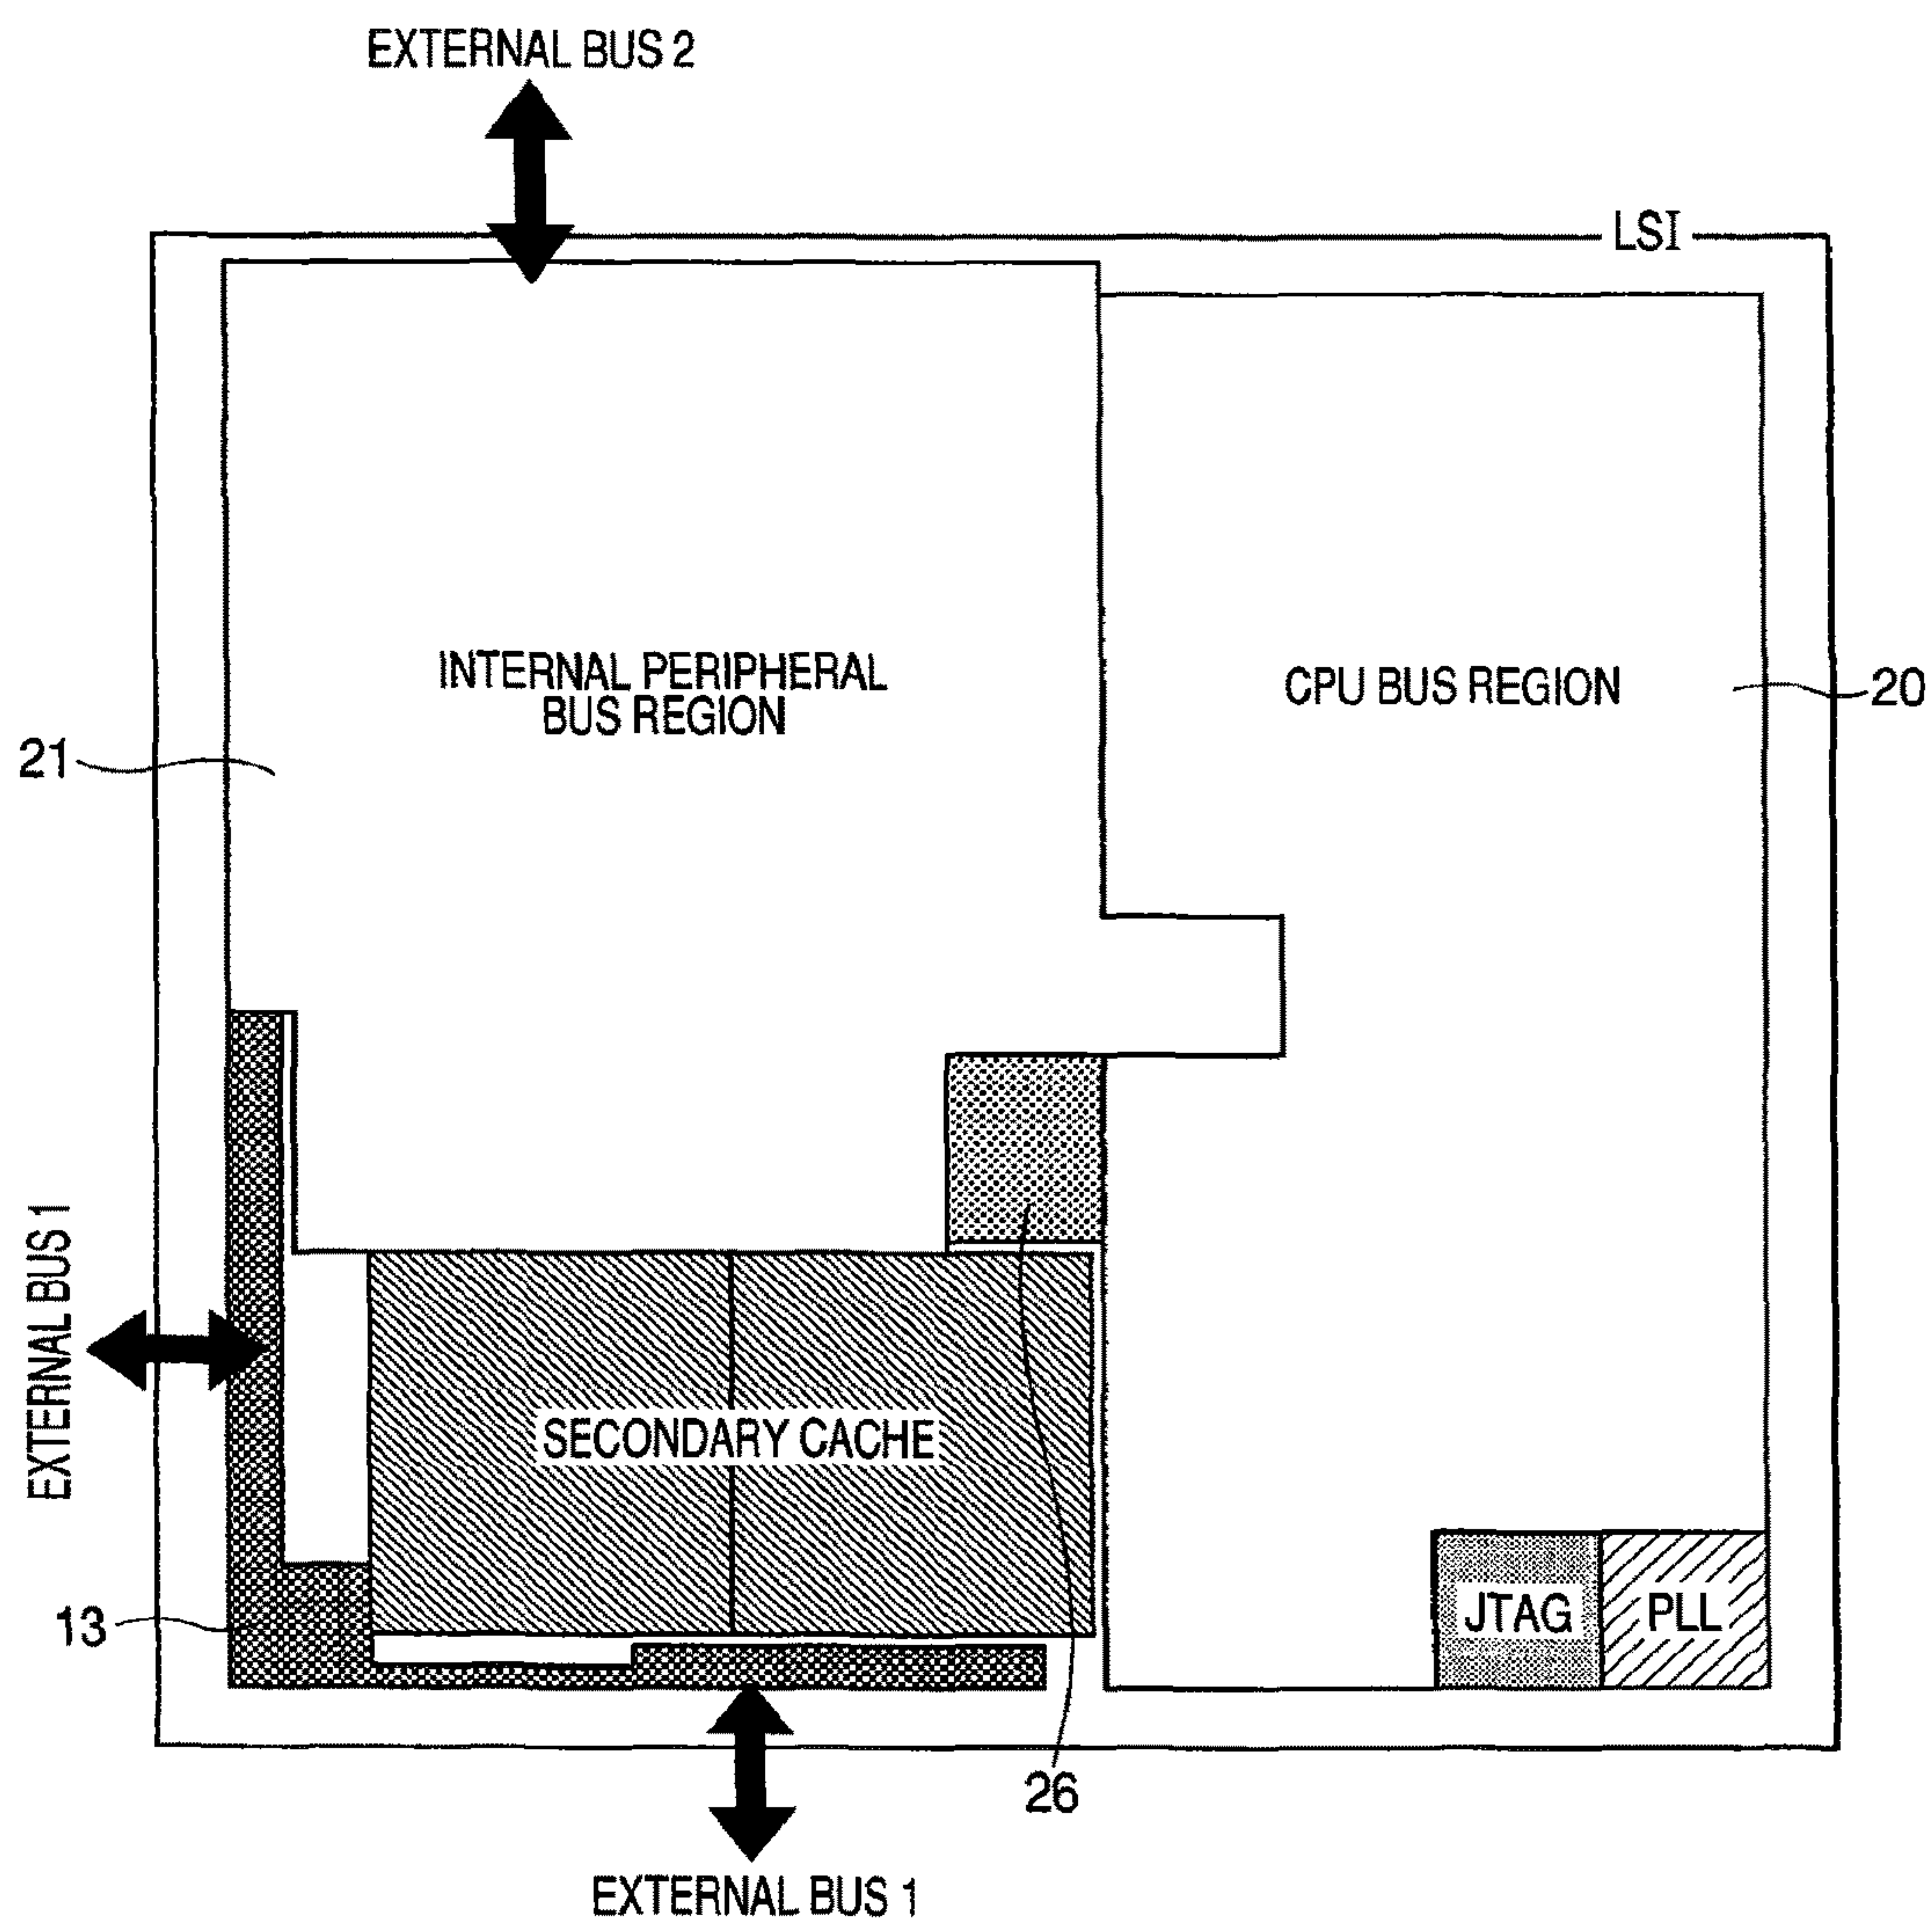 EXTERNAL BUS 2
LSI
INTERNAL PERIPHERAL
BUS REGION
CPU BUS REGION
20
21
EXTERNAL BUS 1
SECONDARY CACHE
13
JTAG
PLL
26
EXTERNAL BUS 1